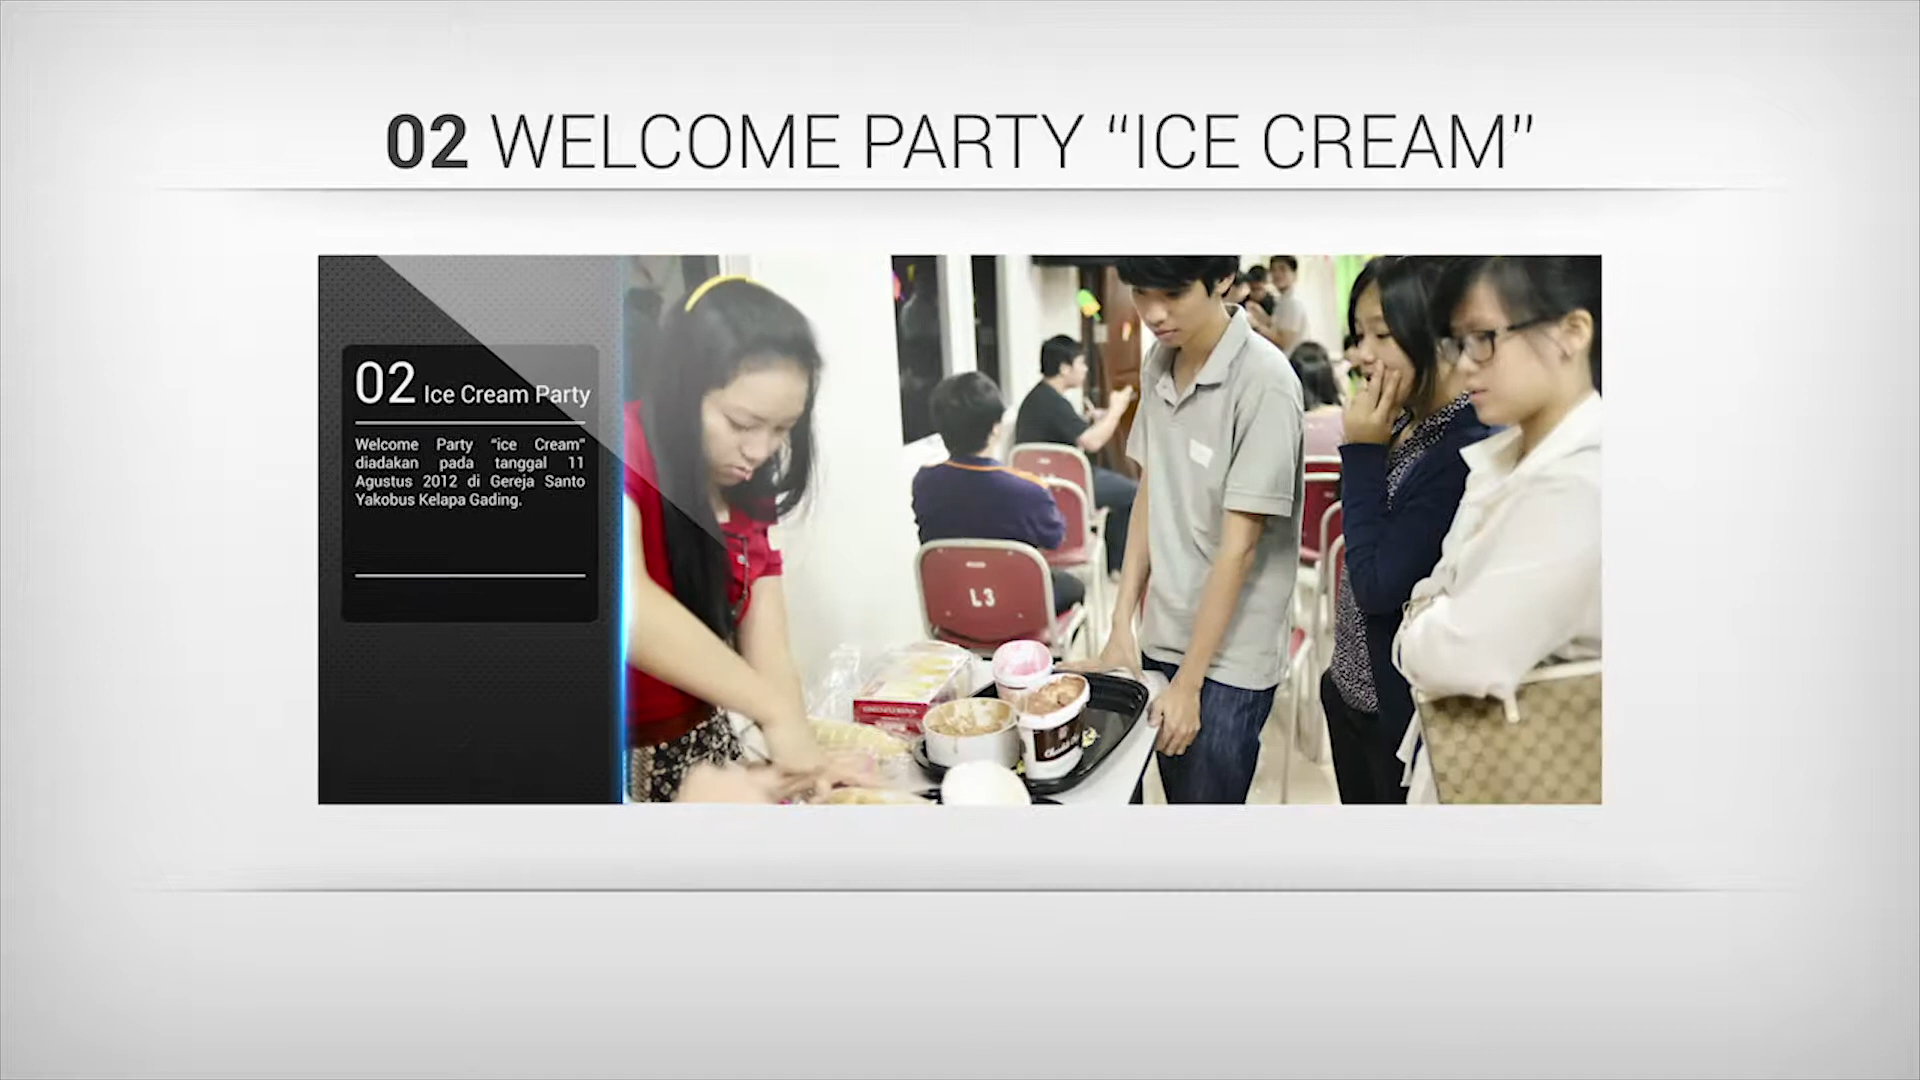 02 WELCOME PARTY “ICE CREAM”
02 Ice Cream Party
Welcome Party “ice Cream”
diadakan pada tanggal 11
Agustus 2012 di Gereja Santo
Yakobus Kelapa Gading.
L3